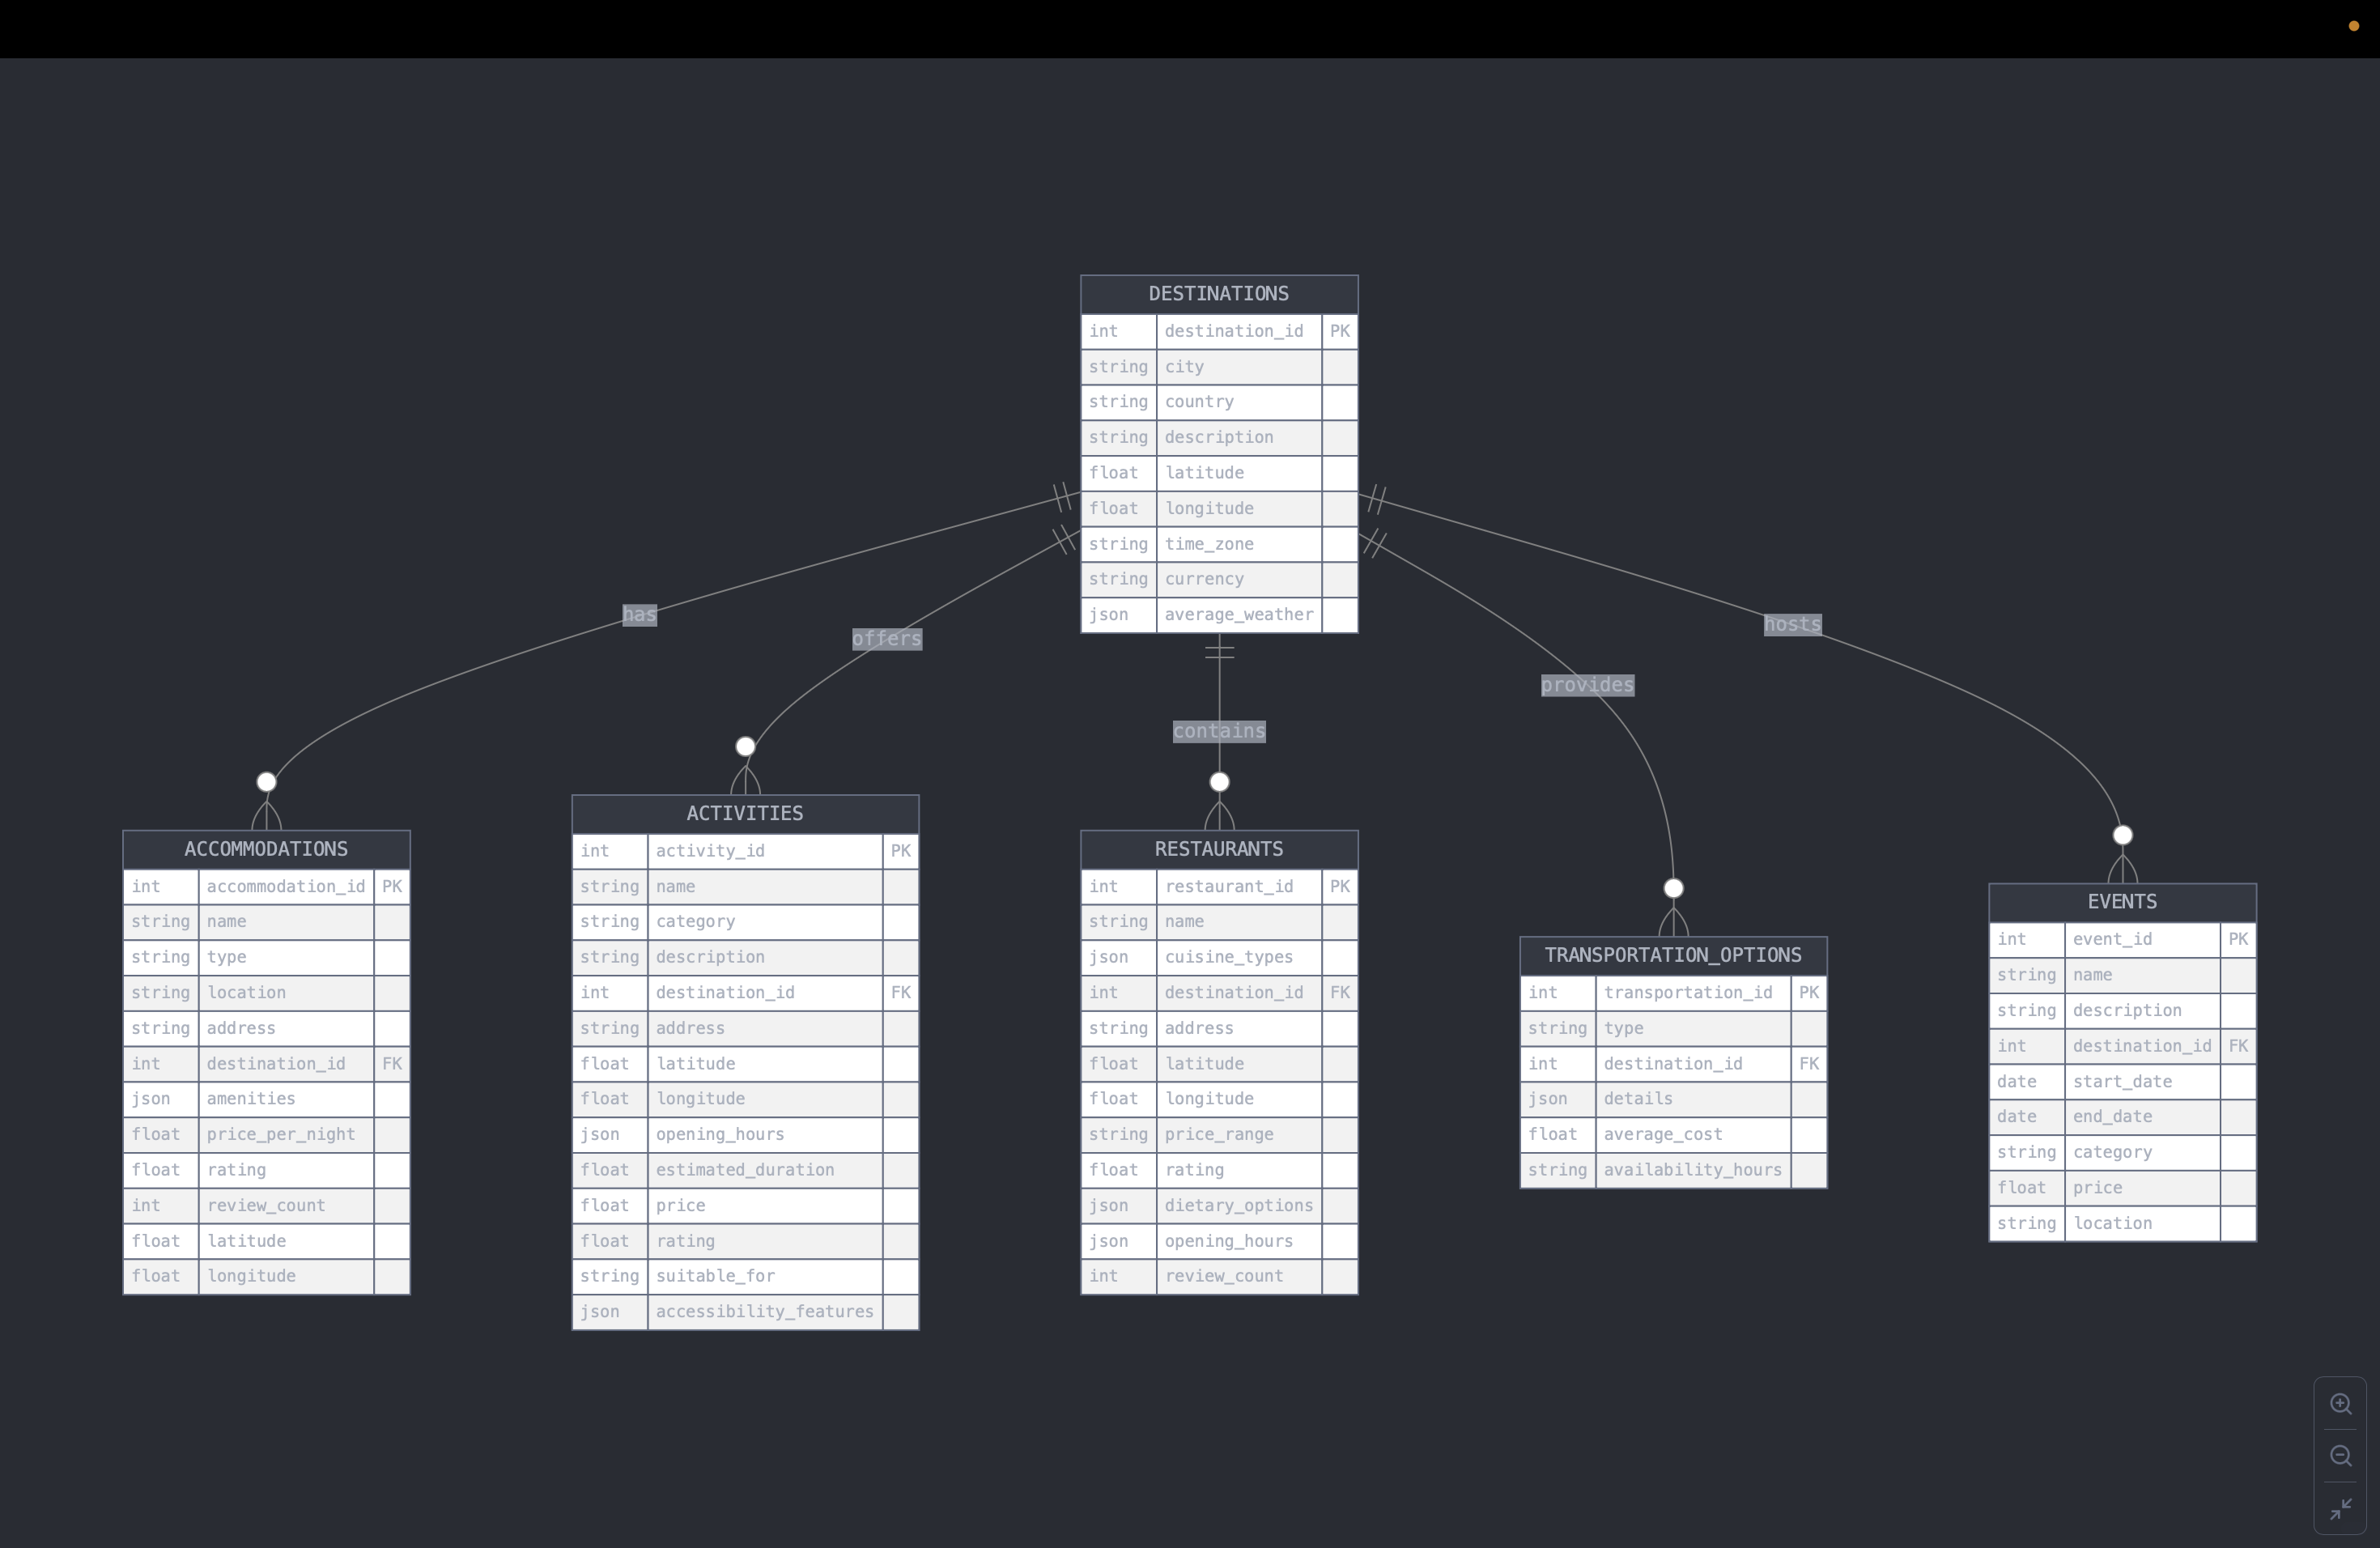 DESTINATIONS
int destination_id PK
string city
string country
string description
float latitude
float longitude
string time_zone
string currency
json average_weather
has
offers
contains
provides
hosts
ACCOMMODATIONS
int accommodation_id PK
string name
string type
string location
string address
int destination_id FK
json amenities
float price_per_night
float rating
int review_count
float latitude
float longitude
ACTIVITIES
int activity_id PK
string name
string category
string description
int destination_id FK
string address
float latitude
float longitude
json opening_hours
float estimated_duration
float price
float rating
string suitable_for
json accessibility_features
RESTAURANTS
int restaurant_id PK
string name
json cuisine_types
int destination_id FK
string address
float latitude
float longitude
string price_range
float rating
json dietary_options
json opening_hours
int review_count
TRANSPORTATION_OPTIONS
int transportation_id PK
string type
int destination_id FK
json details
float average_cost
string availability_hours
EVENTS
int event_id PK
string name
string description
int destination_id FK
date start_date
date end_date
string category
float price
string location